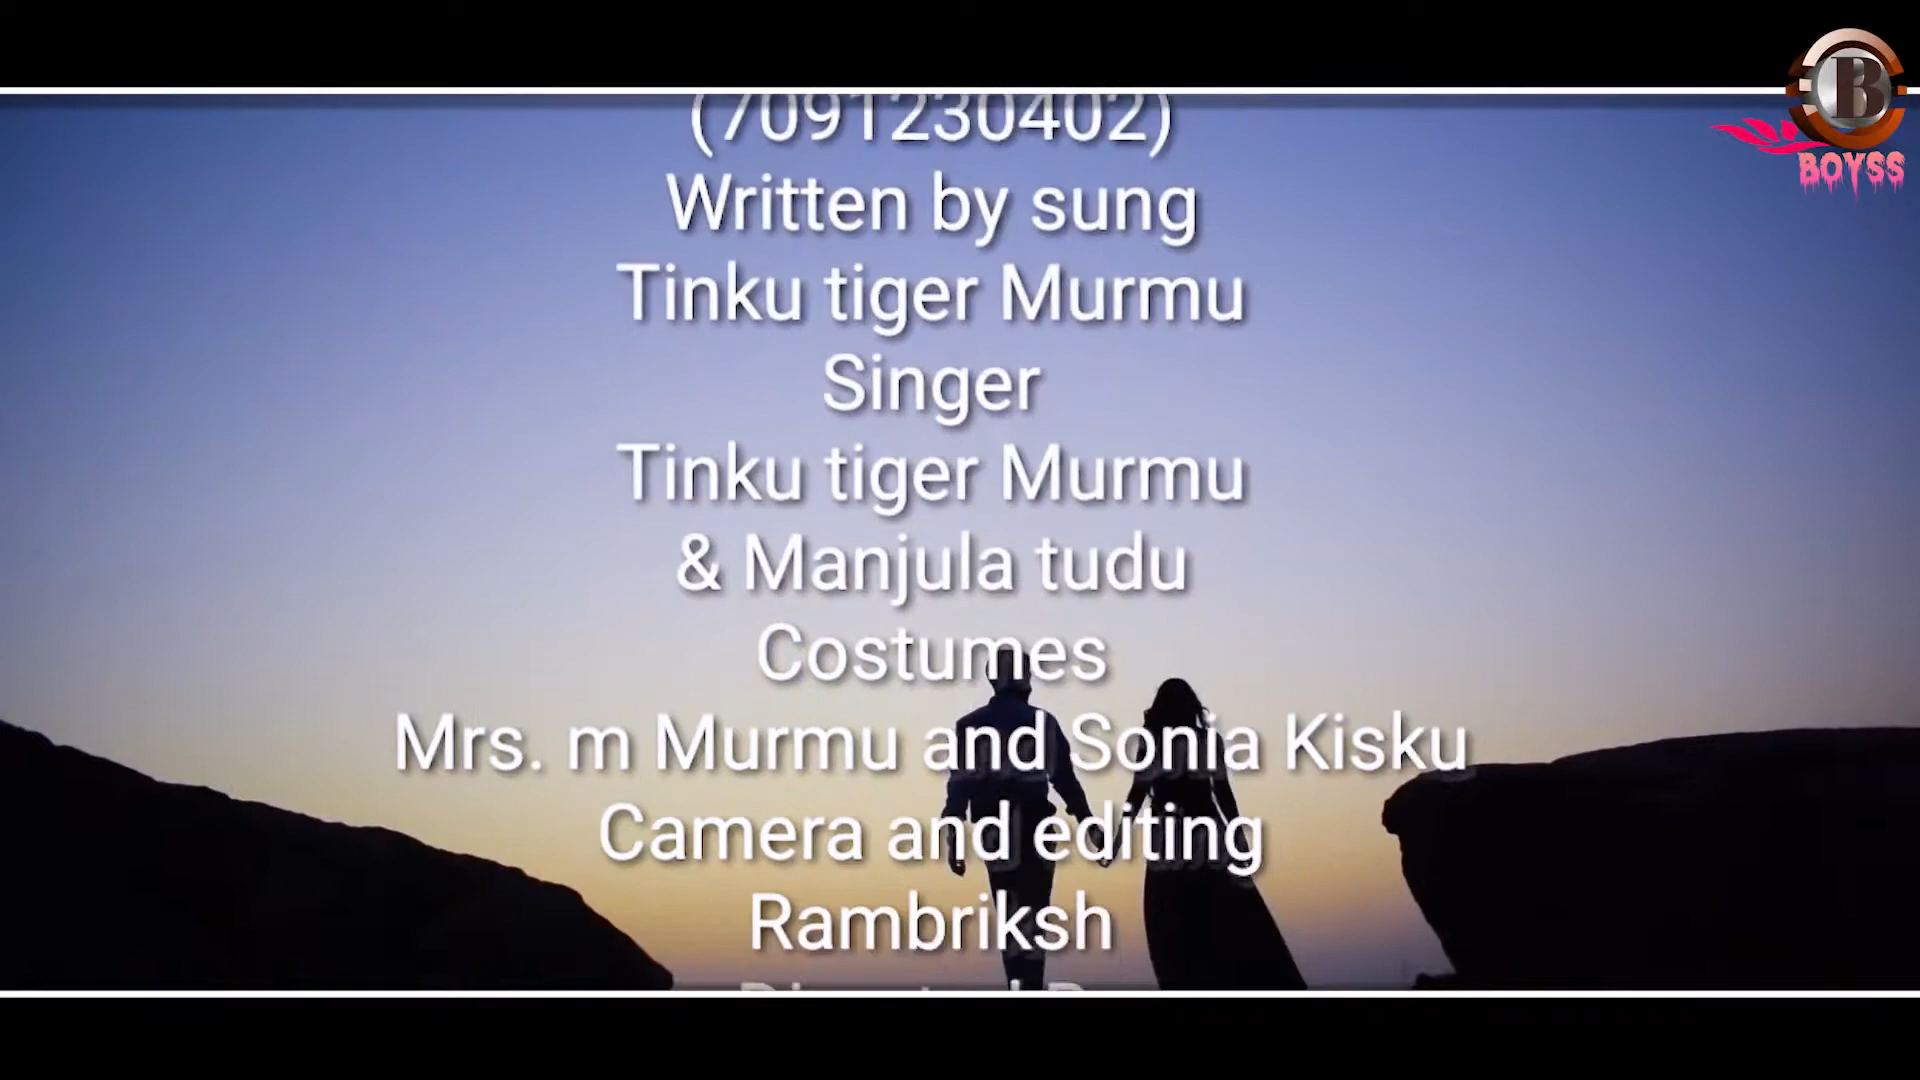 (7091230402)
Written by sung
Tinku tiger Murmu
Singer
Tinku tiger Murmu
& Manjula tudu
Costumes
Mrs. m Murmu and Sonia Kisku
Camera and editing
Rambriksh
B
BOYSS